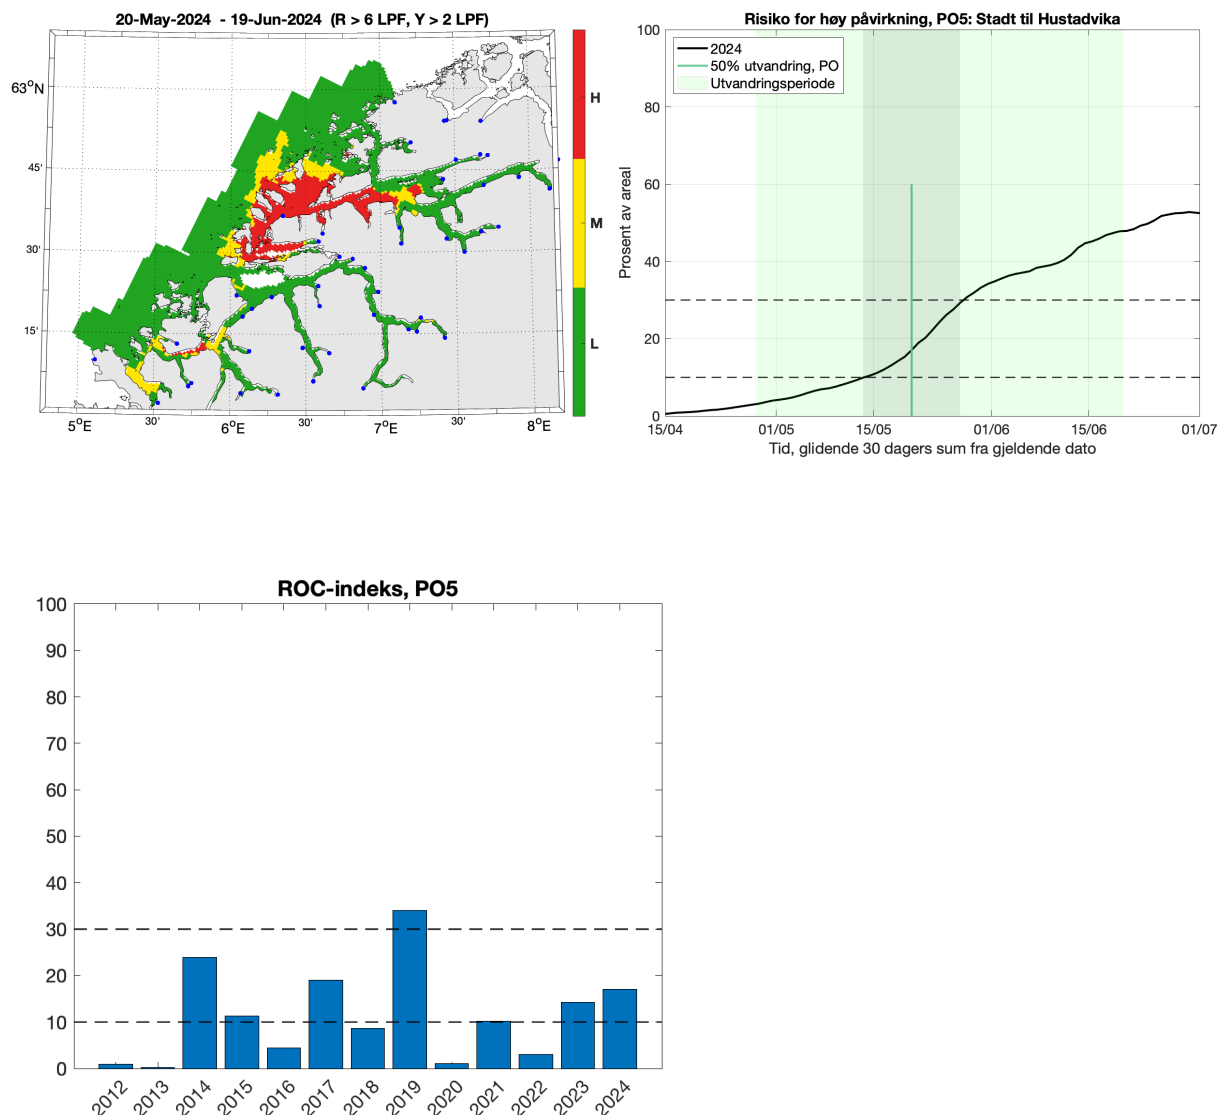 20-May-2024 - 19-Jun-2024 (R > 6 LPF, Y > 2 LPF)
63°N
45'
30'
15'
5°E
30'
6°E
30'
7°E
30'
8°E
H
M
L
Risiko for høy påvirkning, PO5: Stadt til Hustadvika
2024
50% utvandring, PO
Utvandringsperiode
Prosent av areal
100
80
60
40
20
0
15/04
01/05
15/05
01/06
15/06
01/07
Tid, glidende 30 dagers sum fra gjeldende dato
ROC-indeks, PO5
100
90
80
70
60
50
40
30
20
10
0
2012
2013
2014
2015
2016
2017
2018
2019
2020
2021
2022
2023
2024